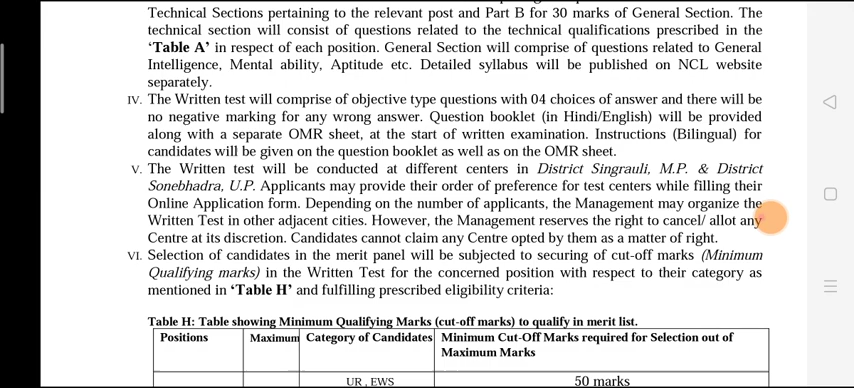 Technical Sections pertaining to the relevant post and Part B for 30 marks of General Section. The
technical section will consist of questions related to the technical qualifications prescribed in the
‘Table A’ in respect of each position. General Section will comprise of questions related to General
Intelligence, Mental ability, Aptitude etc. Detailed syllabus will be published on NCL website
separately.
IV. The Written test will comprise of objective type questions with 04 choices of answer and there will be
no negative marking for any wrong answer. Question booklet (in Hindi/English) will be provided
along with a separate OMR sheet, at the start of written examination. Instructions (Bilingual) for
candidates will be given on the question booklet as well as on the OMR sheet.
V. The Written test will be conducted at different centers in District Singrauli, M.P. & District
Sonebhadra, U.P. Applicants may provide their order of preference for test centers while filling their
Online Application form. Depending on the number of applicants, the Management may organize the
Written Test in other adjacent cities. However, the Management reserves the right to cancel/ allot any
Centre at its discretion. Candidates cannot claim any Centre opted by them as a matter of right.
VI. Selection of candidates in the merit panel will be subjected to securing of cut-off marks (Minimum
Qualifying marks) in the Written Test for the concerned position with respect to their category as
mentioned in ‘Table H’ and fulfilling prescribed eligibility criteria:
Table H: Table showing Minimum Qualifying Marks (cut-off marks) to qualify in merit list.
Positions Maximum Category of Candidates Minimum Cut-Off Marks required for Selection out of
Maximum Marks
UR , EWS 50 marks